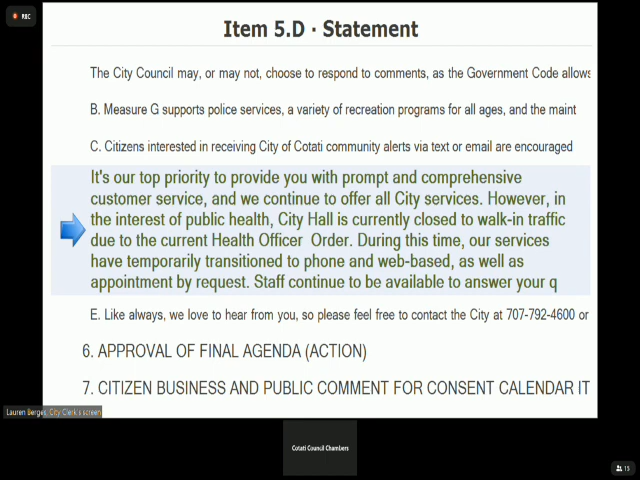 REC
Item 5.D · Statement
The City Council may, or may not, choose to respond to comments, as the Government Code allows
B. Measure G supports police services, a variety of recreation programs for all ages, and the maint
C. Citizens interested in receiving City of Cotati community alerts via text or email are encouraged
It's our top priority to provide you with prompt and comprehensive
customer service, and we continue to offer all City services. However, in
the interest of public health, City Hall is currently closed to walk-in traffic
due to the current Health Officer Order. During this time, our services
have temporarily transitioned to phone and web-based, as well as
appointment by request. Staff continue to be available to answer your q
E. Like always, we love to hear from you, so please feel free to contact the City at 707-792-4600 or
6. APPROVAL OF FINAL AGENDA (ACTION)
7. CITIZEN BUSINESS AND PUBLIC COMMENT FOR CONSENT CALENDAR IT
Lauren Berges, City Clerk's screen
Cotati Council Chambers
15